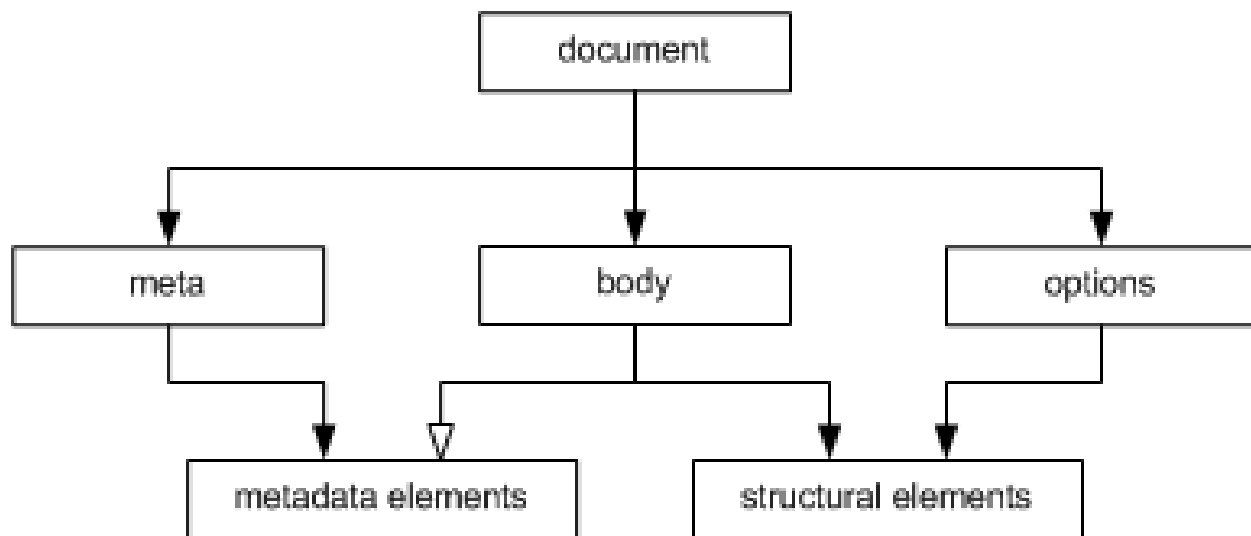 document
meta
body
options
metadata elements
structural elements